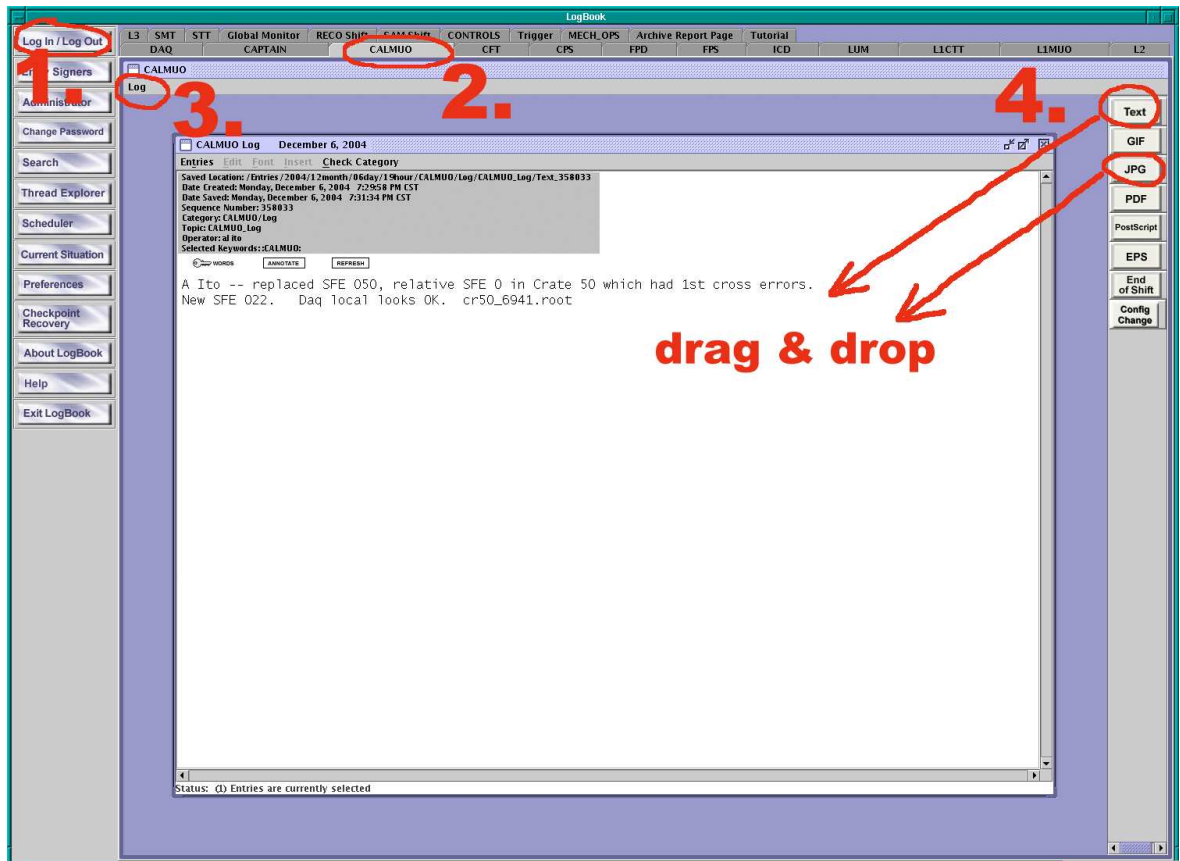 LogBook
Log In / Log Out
L3 SMT STT Global Monitor RECO Shift SAM Shift CONTROLS Trigger MECH_OPS Archive Report Page Tutorial
DAQ CAPTAIN CALMUO CFT CPS FPD FPS ICD LUM L1CTT L1MUO L2
1.
2.
3.
4.
Signers
Administrator
Change Password
Search
Thread Explorer
Scheduler
Current Situation
Preferences
Checkpoint
Recovery
About LogBook
Help
Exit LogBook
CALMUO
Log
CALMUO Log December 6, 2004
Entries Edit Font Insert Check Category
Saved Location: /Entries/2004/12month/06day/19hour/CALMUO/Log/CALMUO_Log/Text_358033
Date Created: Monday, December 6, 2004 7:29:58 PM CST
Date Saved: Monday, December 6, 2004 7:31:34 PM CST
Sequence Number: 358033
Category: CALMUO/Log
Topic: CALMUO_Log
Operator: al ito
Selected Keywords::CALMUO:
WORDS ANNOTATE REFRESH
A Ito -- replaced SFE 050, relative SFE 0 in Crate 50 which had 1st cross errors.
New SFE 022. Daq local looks OK. cr50_6941.root
drag & drop
Status: (1) Entries are currently selected
Text
GIF
JPG
PDF
PostScript
EPS
End
of Shift
Config
Change